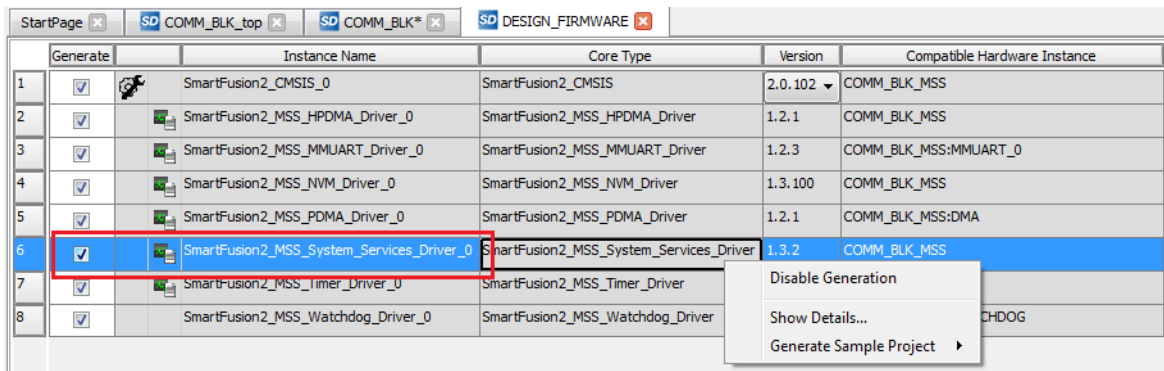 StartPage SD COMM_BLK_top SD COMM_BLK* SD DESIGN_FIRMWARE
Generate Instance Name Core Type Version Compatible Hardware Instance
1 SmartFusion2_CMSIS_0 SmartFusion2_CMSIS 2.0.102 COMM_BLK_MSS
2 SmartFusion2_MSS_HPDMA_Driver_0 SmartFusion2_MSS_HPDMA_Driver 1.2.1 COMM_BLK_MSS
3 SmartFusion2_MSS_MMUART_Driver_0 SmartFusion2_MSS_MMUART_Driver 1.2.3 COMM_BLK_MSS:MMUART_0
4 SmartFusion2_MSS_NVM_Driver_0 SmartFusion2_MSS_NVM_Driver 1.3.100 COMM_BLK_MSS
5 SmartFusion2_MSS_PDMA_Driver_0 SmartFusion2_MSS_PDMA_Driver 1.2.1 COMM_BLK_MSS:DMA
6 SmartFusion2_MSS_System_Services_Driver_0 SmartFusion2_MSS_System_Services_Driver 1.3.2 COMM_BLK_MSS
7 SmartFusion2_MSS_Timer_Driver_0 SmartFusion2_MSS_Timer_Driver
8 SmartFusion2_MSS_Watchdog_Driver_0 SmartFusion2_MSS_Watchdog_Driver CHDOG
Disable Generation
Show Details...
Generate Sample Project